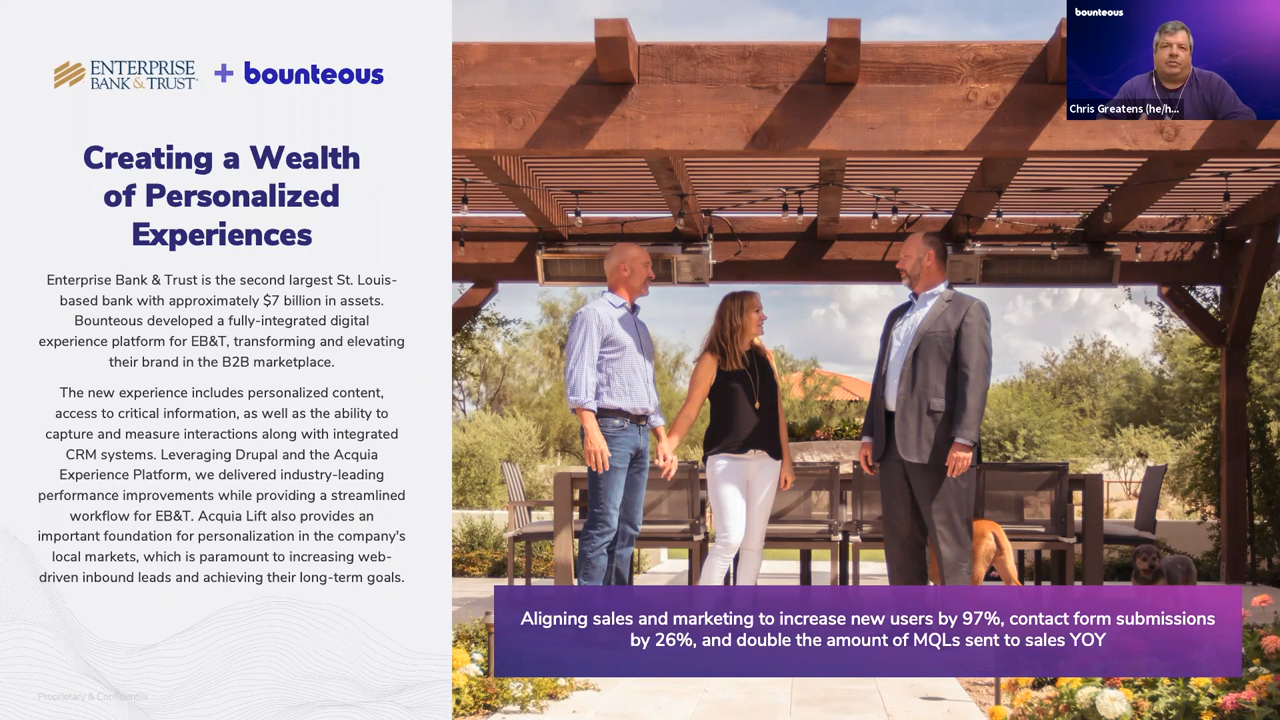 ENTERPRISE
BANK & TRUST
+ bounteous
Creating a Wealth
of Personalized
Experiences
Enterprise Bank & Trust is the second largest St. Louis-
based bank with approximately $7 billion in assets.
Bounteous developed a fully-integrated digital
experience platform for EB&T, transforming and elevating
their brand in the B2B marketplace.
The new experience includes personalized content,
access to critical information, as well as the ability to
capture and measure interactions along with integrated
CRM systems. Leveraging Drupal and the Acquia
Experience Platform, we delivered industry-leading
performance improvements while providing a streamlined
workflow for EB&T. Acquia Lift also provides an
important foundation for personalization in the company's
local markets, which is paramount to increasing web-
driven inbound leads and achieving their long-term goals.
Proprietary & Confidential
bounteous
Chris Greatens (he/h...
Aligning sales and marketing to increase new users by 97%, contact form submissions
by 26%, and double the amount of MQLs sent to sales YOY